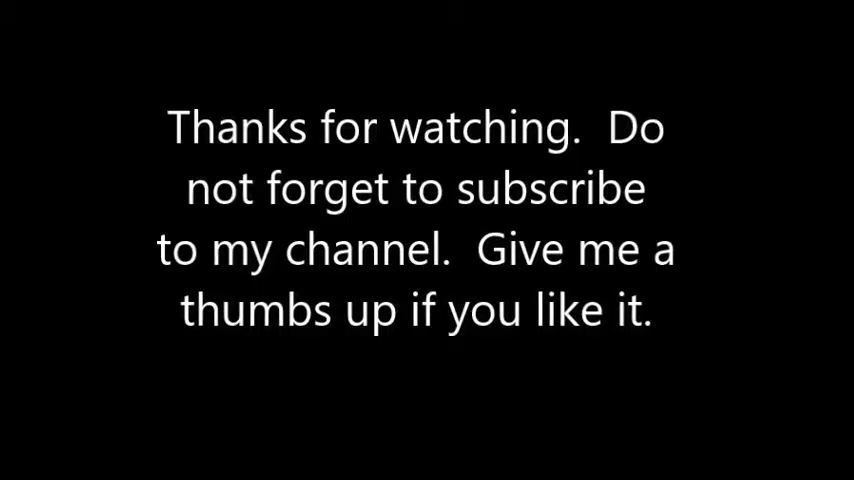 Thanks for watching.  Do
not forget to subscribe
to my channel.  Give me a
thumbs up if you like it.